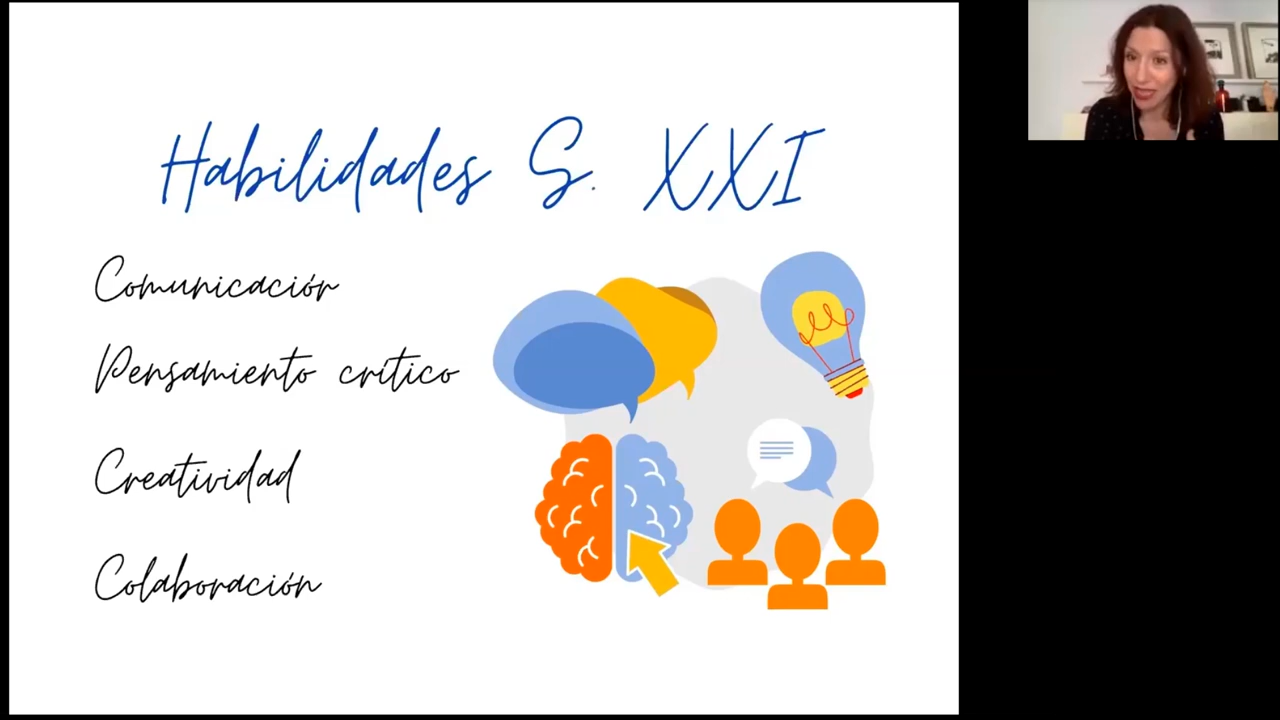 Habilidades S. XXI
Comunicación
Pensamiento crítico
Creatividad
Colaboración